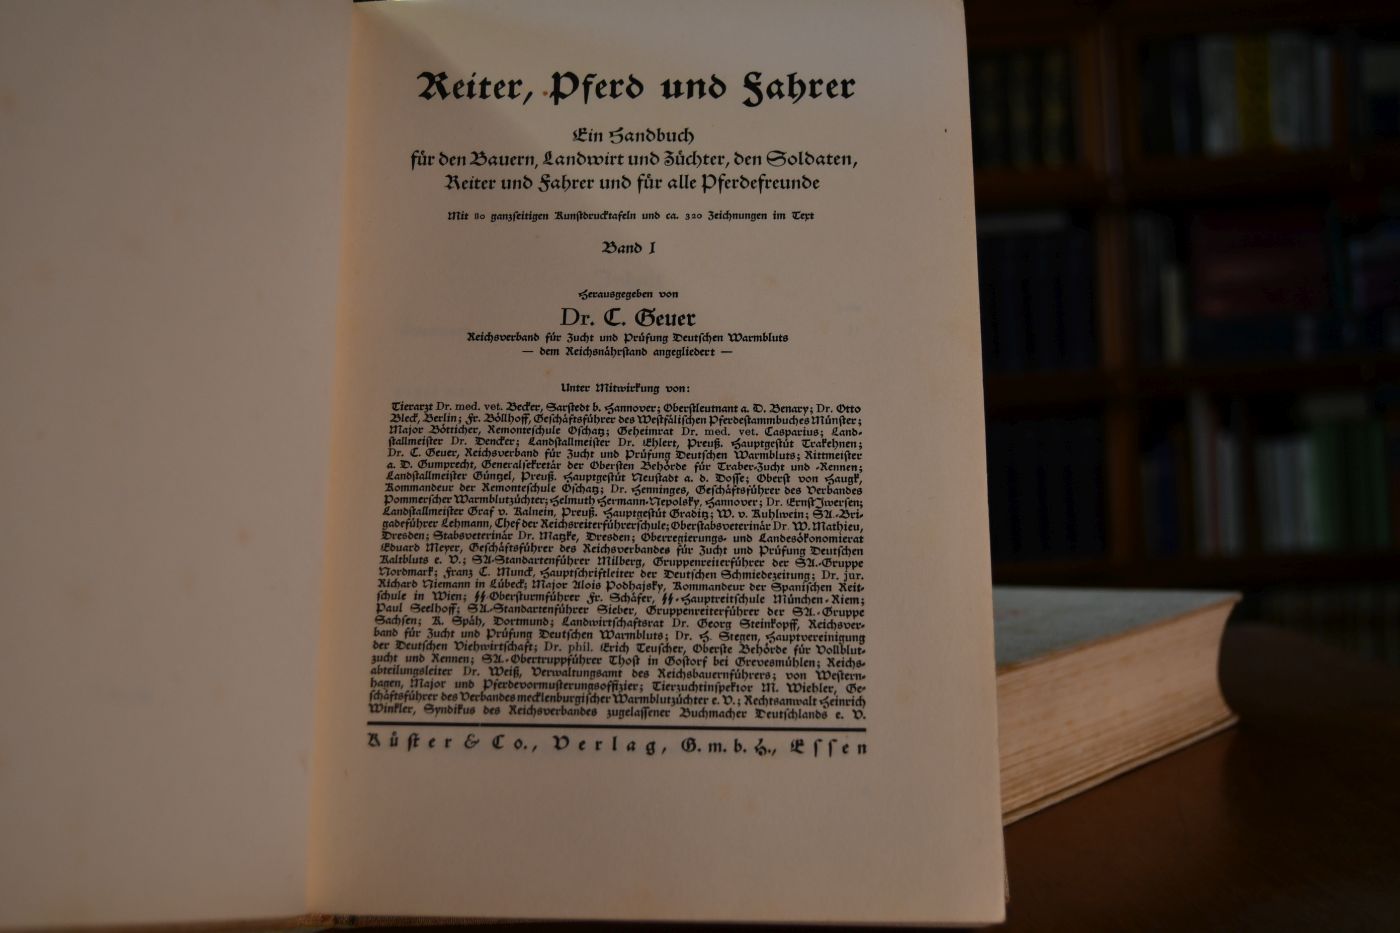 Reiter, Pferd und Fahrer
Ein Handbuch
für den Bauern, Landwirt und Züchter, den Soldaten,
Reiter und Fahrer und für alle Pferdefreunde
Mit 80 ganzseitigen Kunstdrucktafeln und ca. 320 Zeichnungen im Text
Band I
Herausgegeben von
Dr. C. Geuer
Reichsverband für Zucht und Prüfung Deutschen Warmbluts
— dem Reichsnährstand angegliedert —
Unter Mitwirkung von:
Tierarzt Dr. med. vet. Becker, Sarstedt b. Hannover; Oberstleutnant a. D. Benary; Dr. Otto
Bleck, Berlin; Fr. Böllhoff, Geschäftsführer des Westfälischen Pferdestammbuches Münster;
Major Bötticher, Remonteschule Oschatz; Geheimrat Dr. med. vet. Casparius; Land-
stallmeister Dr. Dencker; Landstallmeister Dr. Ehlert, Preuß. Hauptgestüt Trakehnen;
Dr. C. Geuer, Reichsverband für Zucht und Prüfung Deutschen Warmbluts; Rittmeister
a. D. Gumprecht, Generalsekretär der Obersten Behörde für Traber-Zucht und -Rennen;
Landstallmeister Güntzel, Preuß. Hauptgestüt Neustadt a. d. Dosse; Oberst von Haugk,
Kommandeur der Remonteschule Oschatz; Dr. Henninges, Geschäftsführer des Verbandes
Pommerscher Warmblutzüchter; Helmuth Hermann-Nepolsky, Hannover; Dr. Ernst Iwersen;
Landstallmeister Graf v. Kalnein, Preuß. Hauptgestüt Graditz; W. v. Kuhlwein; SA.-Bri-
gadeführer Lehmann, Chef der Reichsreiterführerschule; Oberstabsveterinär Dr. W. Mathieu,
Dresden; Stabsveterinär Dr. Matzke, Dresden; Oberregierungs- und Landesökonomierat
Eduard Meyer, Geschäftsführer des Reichsverbandes für Zucht und Prüfung Deutschen
Kaltbluts e. V.; SA-Standartenführer Milberg, Gruppenreiterführer der SA.-Gruppe
Nordmark; Franz C. Munck, Hauptschriftleiter der Deutschen Schmiedezeitung; Dr. jur.
Richard Niemann in Lübeck; Major Alois Podhajsky, Kommandeur der Spanischen Reit-
schule in Wien; SS-Obersturmführer Fr. Schäfer, SS-Hauptreitschule München-Riem;
Paul Seelhoff; SA.-Standartenführer Sieber, Gruppenreiterführer der SA.-Gruppe
Sachsen; K. Späh, Dortmund; Landwirtschaftsrat Dr. Georg Steinkopff, Reichsver-
band für Zucht und Prüfung Deutschen Warmbluts; Dr. H. Stegen, Hauptvereinigung
der Deutschen Viehwirtschaft; Dr. phil. Erich Teuscher, Oberste Behörde für Vollblut-
zucht und Rennen; SA.-Obertruppführer Thost in Gostorf bei Grevesmühlen; Reichs-
abteilungsleiter Dr. Weiß, Verwaltungsamt des Reichsbauernführers; von Western-
hagen, Major und Pferdevormusterungsoffizier; Tierzuchtinspektor M. Wiehler, Ge-
schäftsführer des Verbandes mecklenburgischer Warmblutzüchter e. V.; Rechtsanwalt Heinrich
Winkler, Syndikus des Reichsverbandes zugelassener Buchmacher Deutschlands e. V.
Küster & Co., Verlag, G. m. b. H., Essen